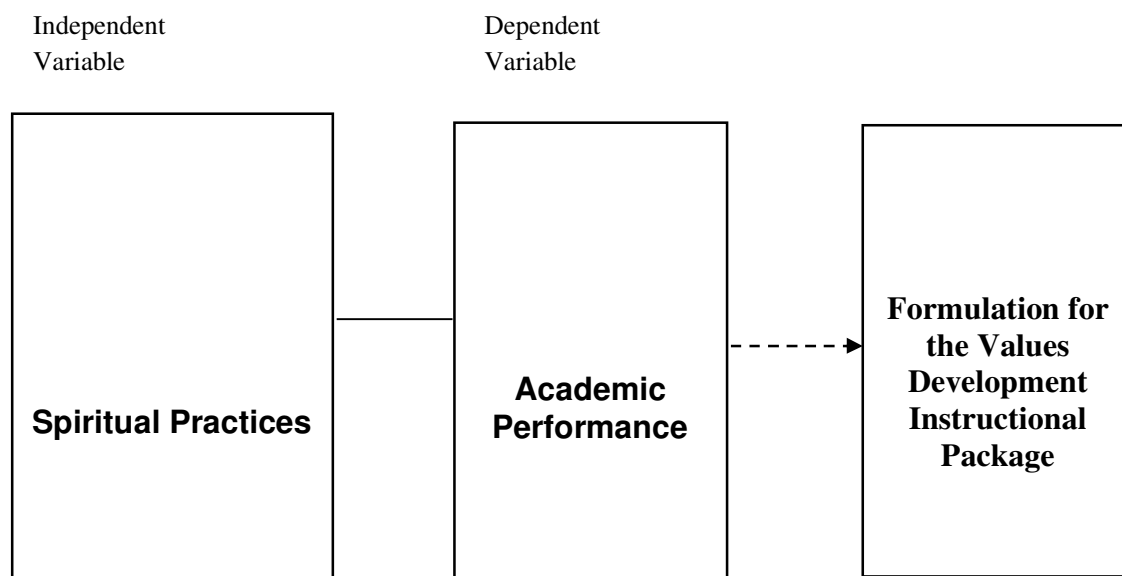 Independent
Variable
Dependent
Variable
Spiritual Practices
Academic
Performance
Formulation for
the Values
Development
Instructional
Package